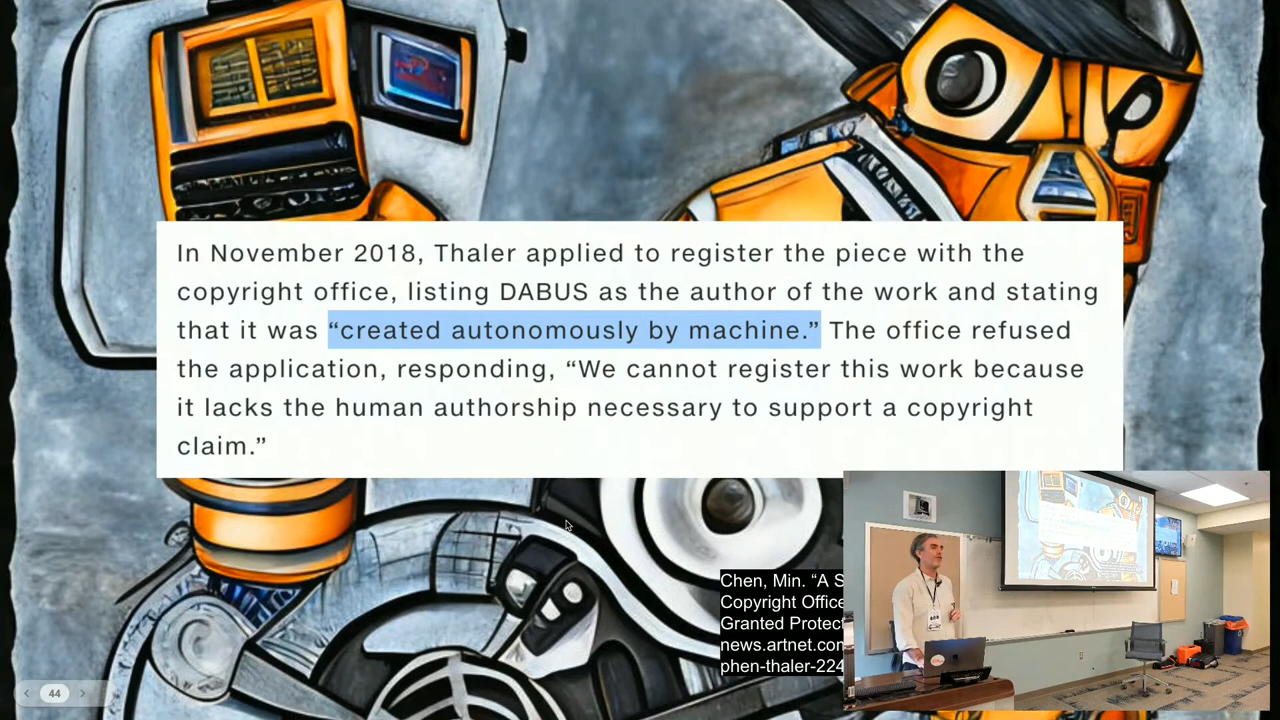 In November 2018, Thaler applied to register the piece with the
copyright office, listing DABUS as the author of the work and stating
that it was “created autonomously by machine.” The office refused
the application, responding, “We cannot register this work because
it lacks the human authorship necessary to support a copyright
claim.”
Chen, Min. “A S
Copyright Office
Granted Protect
news.artnet.com
phen-thaler-224
44